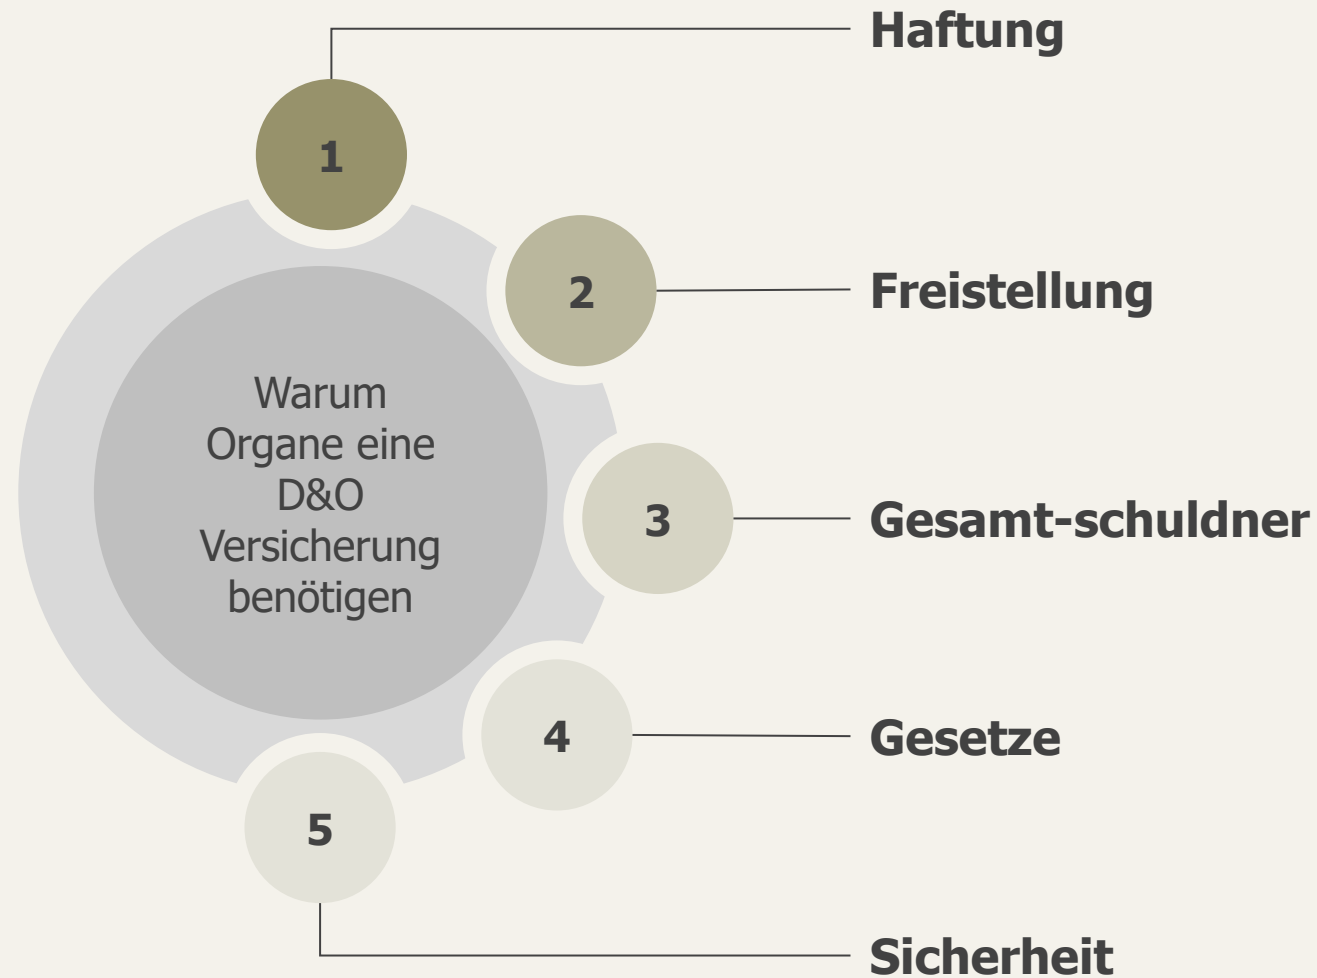 Haftung
1
2
Freistellung
Warum
Organe eine
D&O
Versicherung
benötigen
3
Gesamt-schuldner
4
Gesetze
5
Sicherheit